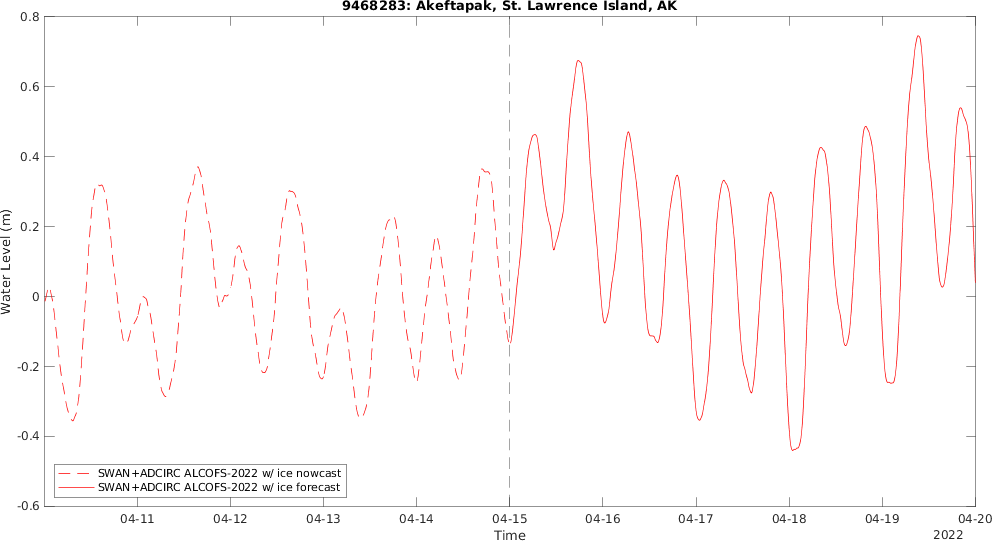 9468283: Akeftapak, St. Lawrence Island, AK
0.8
0.6
0.4
0.2
0
-0.2
-0.4
-0.6
Water Level (m)
SWAN+ADCIRC ALCOFS-2022 w/ ice nowcast
SWAN+ADCIRC ALCOFS-2022 w/ ice forecast
04-11 04-12 04-13 04-14 04-15 04-16 04-17 04-18 04-19 04-20
Time
2022